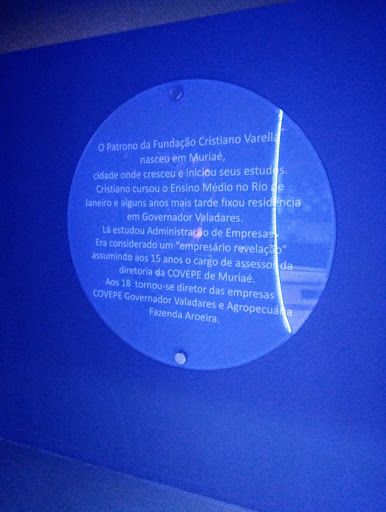 O Patrono da Fundação Cristiano Varella
nasceu em Muriaé,
cidade onde cresceu e iniciou seus estudos.
Cristiano cursou o Ensino Médio no Rio de
Janeiro e alguns anos mais tarde fixou residência
em Governador Valadares.
Lá estudou Administração de Empresas.
Era considerado um "empresário revelação"
assumindo aos 15 anos o cargo de assessor da
diretoria da COVEPE de Muriaé.
Aos 18 tornou-se diretor das empresas
COVEPE Governador Valadares e Agropecuária
Fazenda Aroeira.